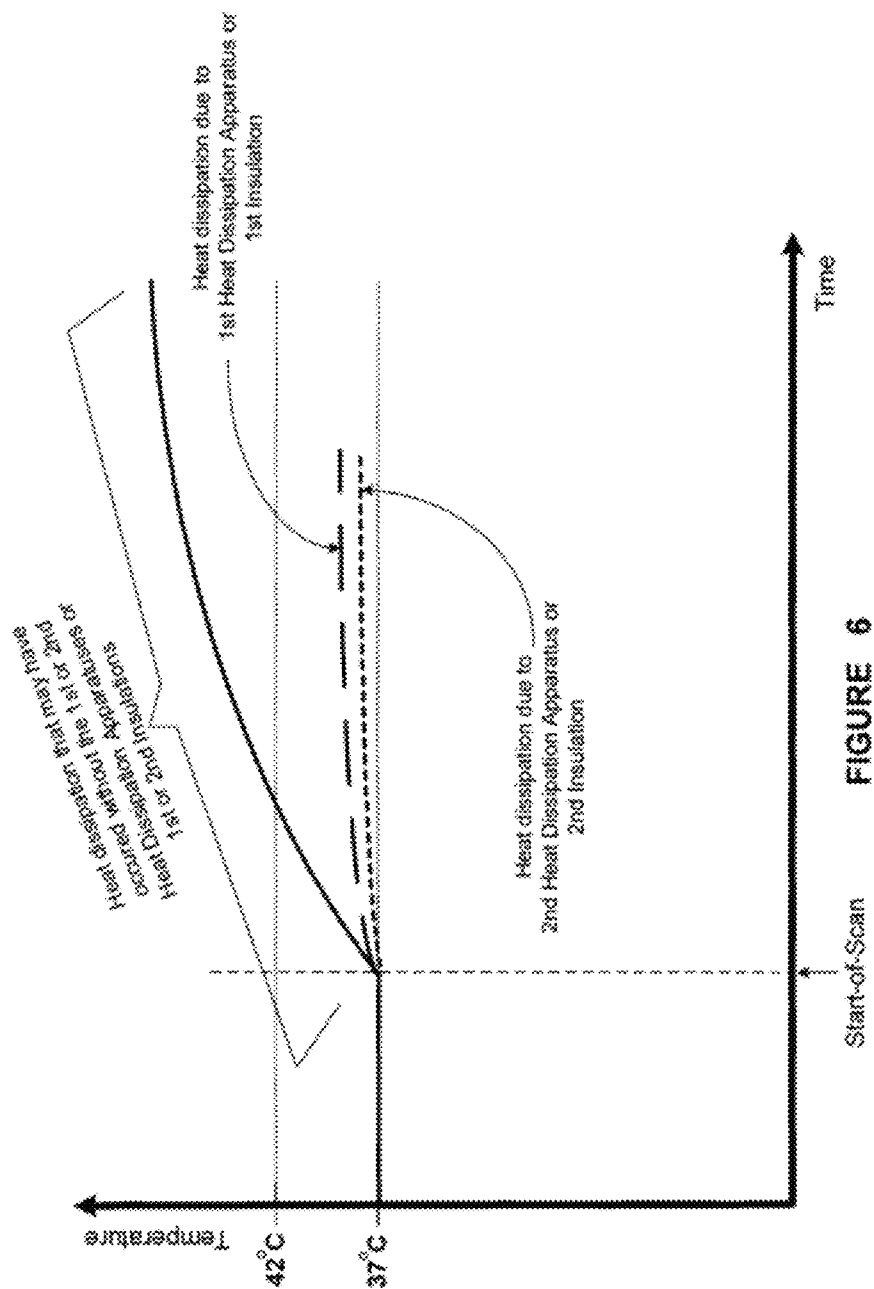 Heat dissipation that may have
occured without the 1st or 2nd
Heat Dissipation Apparatuses or
1st or 2nd Insulations
Heat dissipation due to
1st Heat Dissipation Apparatus or
1st Insulation
Temperature
42°C
37°C
Heat dissipation due to
2nd Heat Dissipation Apparatus or
2nd Insulation
Time
Start-of-Scan
FIGURE 6